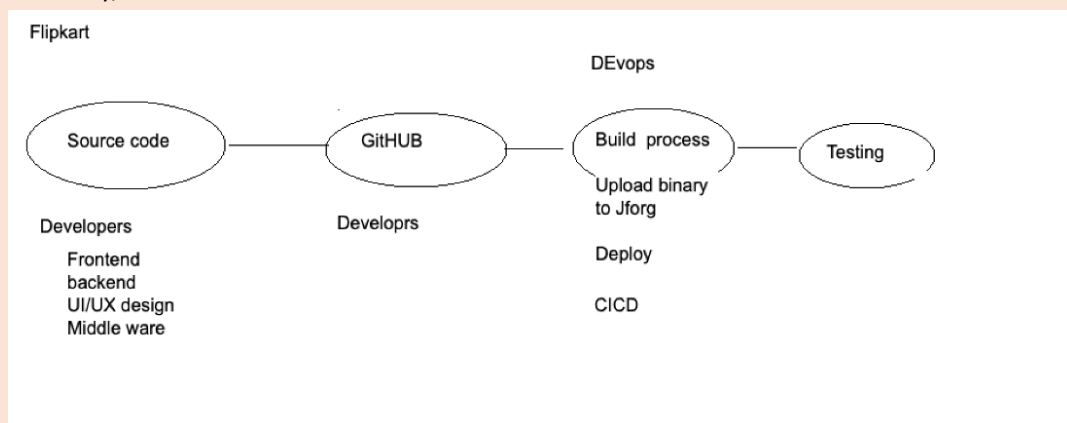 Flipkart
DEvops
Source code
GitHUB
Build process
Testing
Upload binary
to Jforg
Developers
Developrs
Frontend
backend
UI/UX design
Middle ware
Deploy
CICD